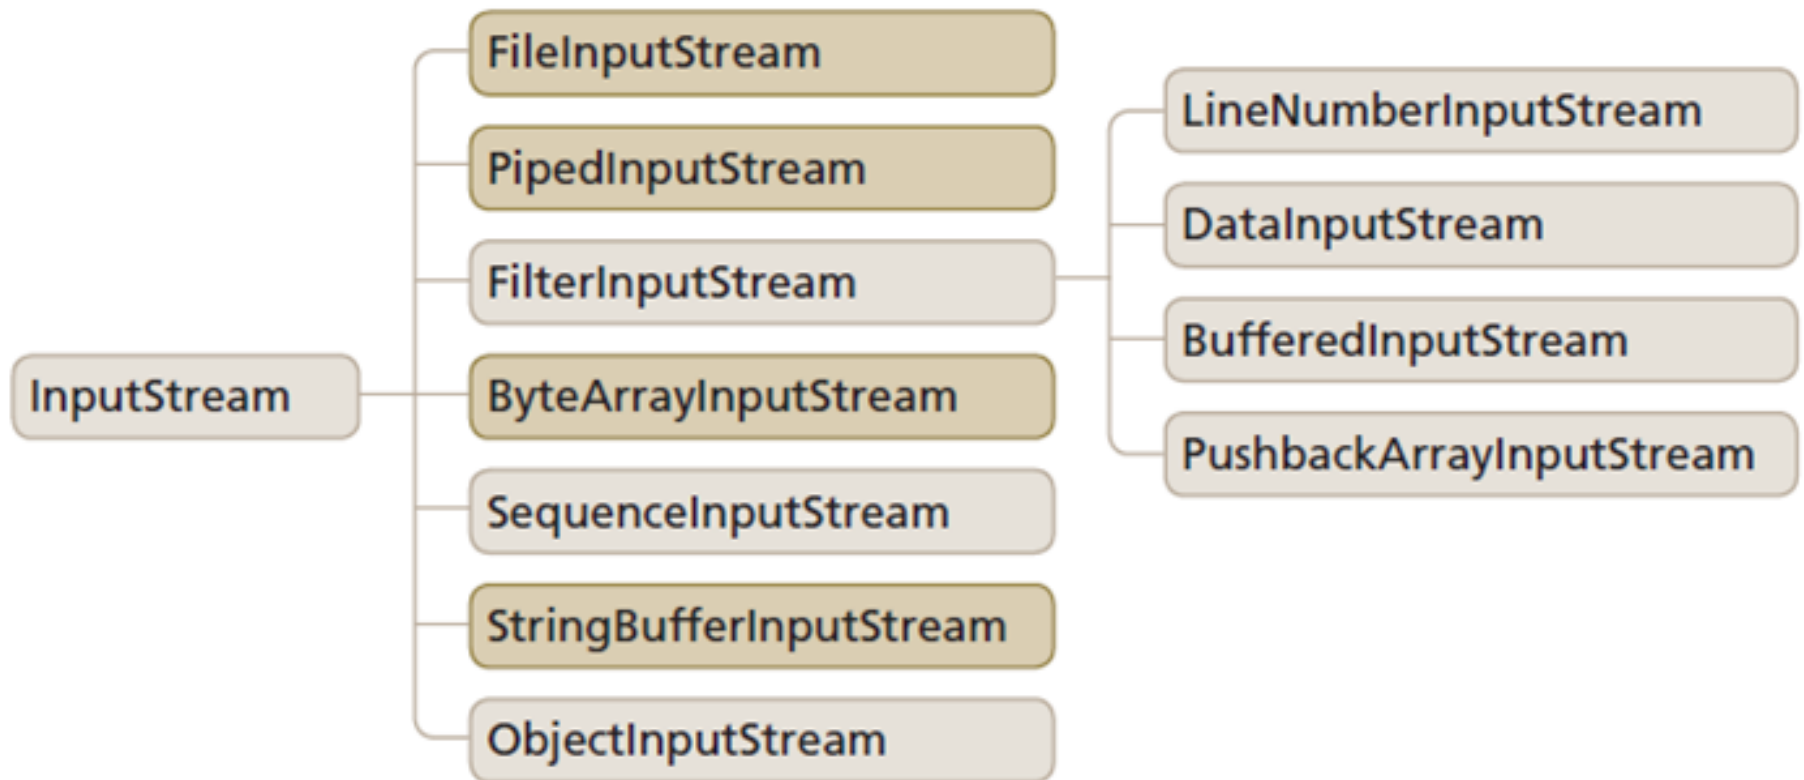 InputStream
FileInputStream
PipedInputStream
FilterInputStream
ByteArrayInputStream
SequenceInputStream
StringBufferInputStream
ObjectInputStream
LineNumberInputStream
DataInputStream
BufferedInputStream
PushbackArrayInputStream